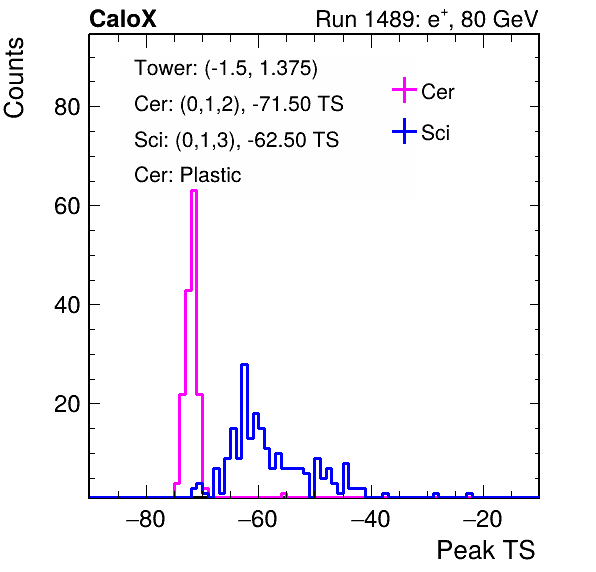 CaloX Run 1489: e⁺, 80 GeV
Counts
Tower: (-1.5, 1.375)
Cer: (0,1,2), -71.50 TS
Sci: (0,1,3), -62.50 TS
Cer: Plastic
Cer
Sci
80
60
40
20
−80 −60 −40 −20
Peak TS